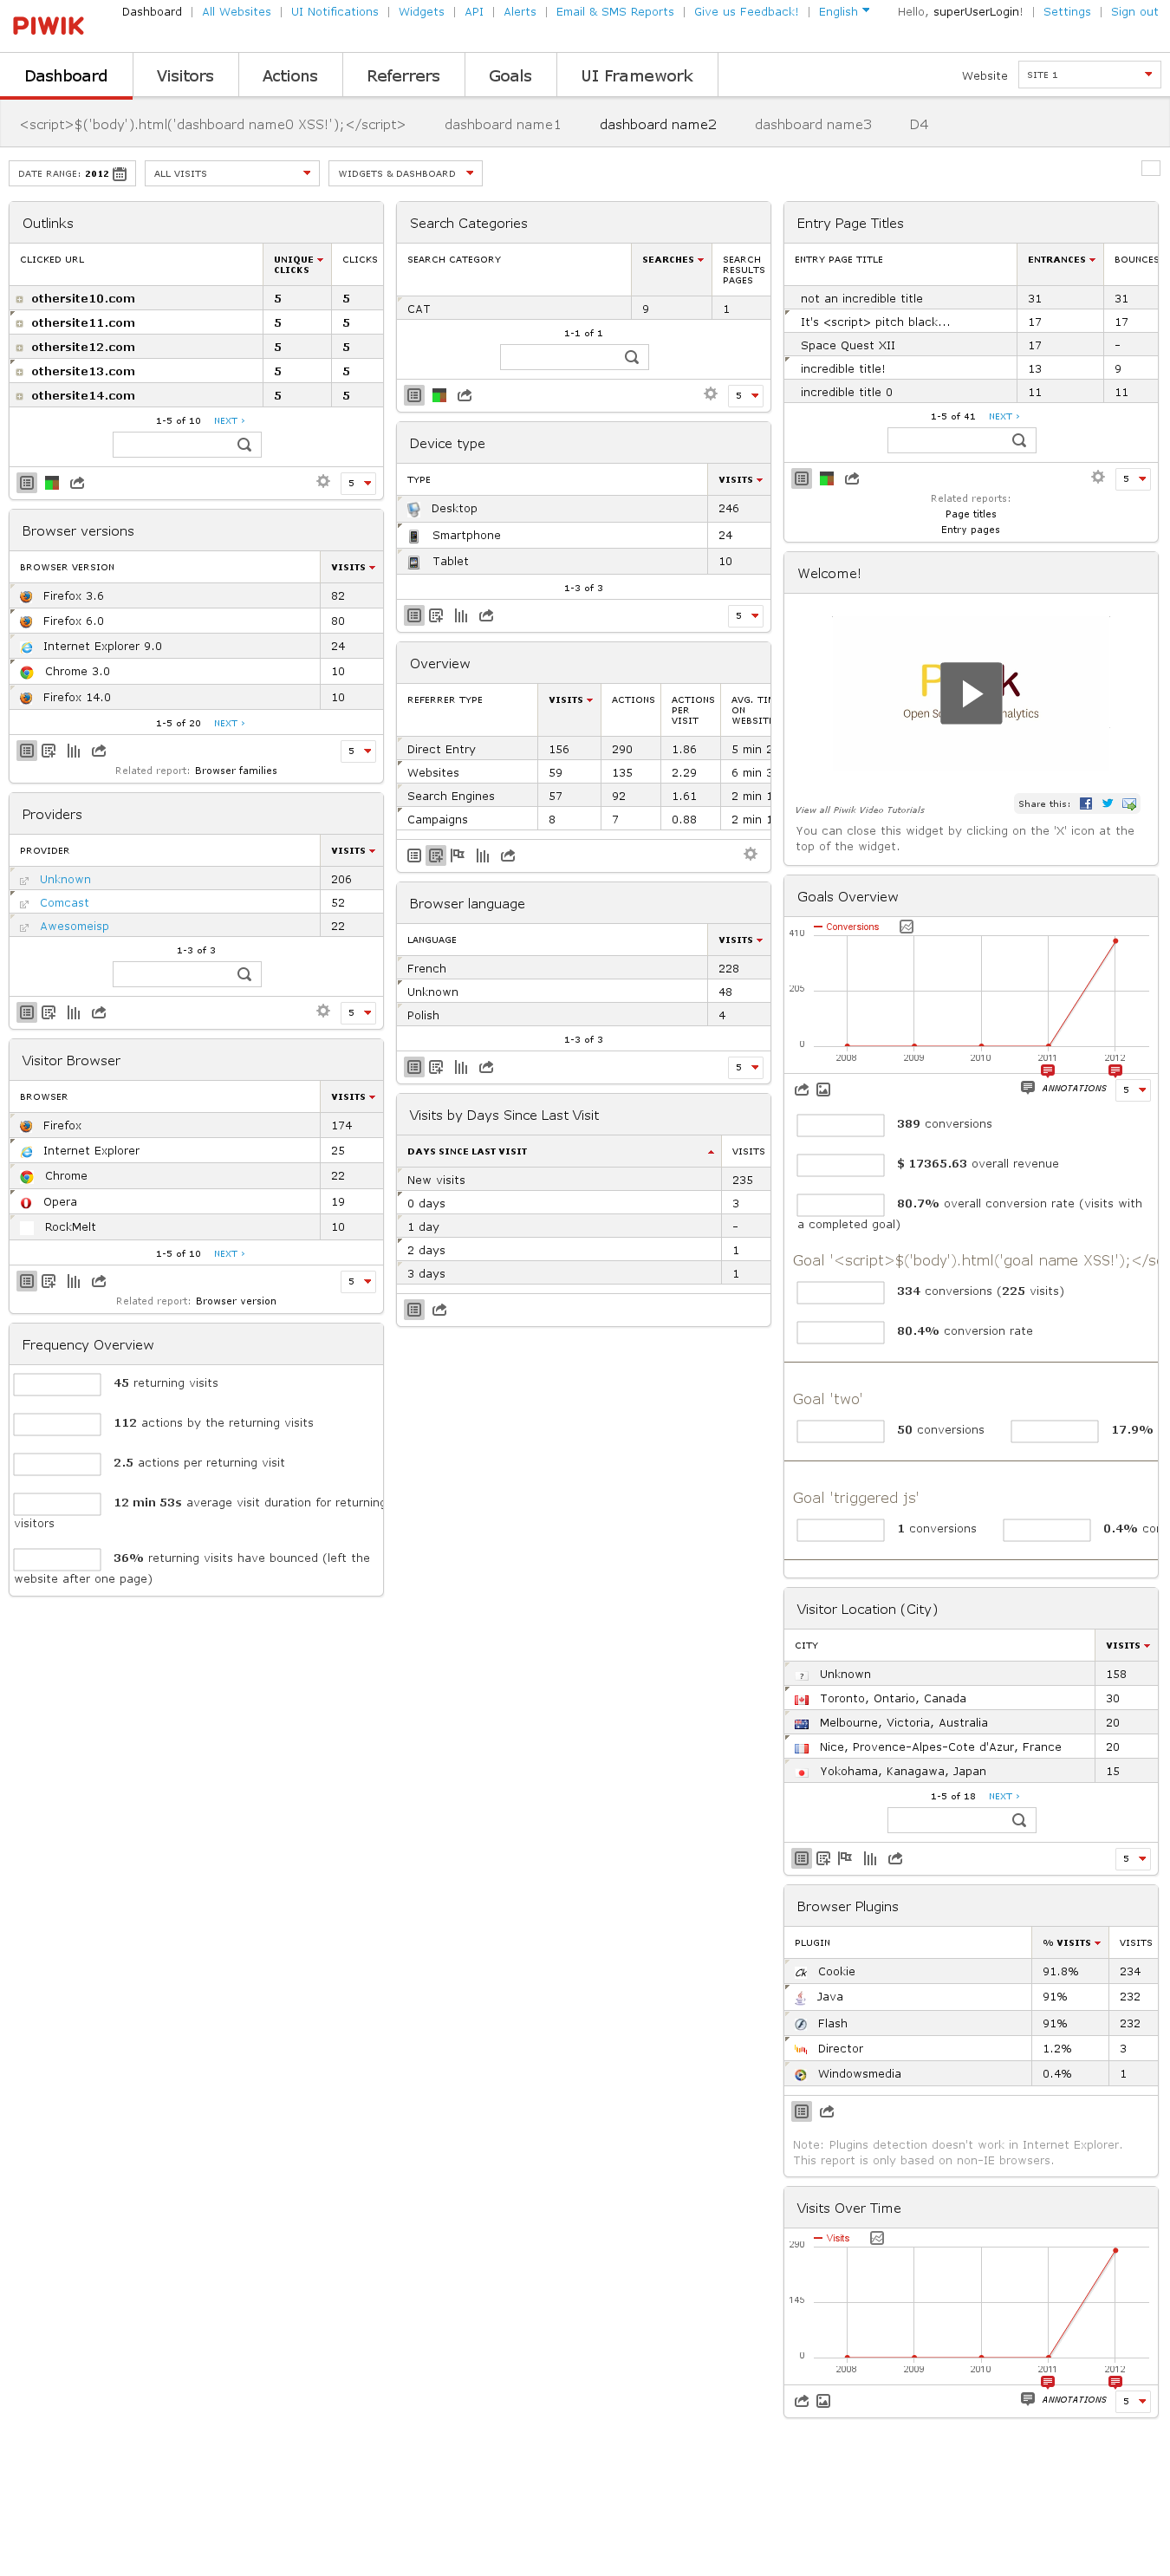 PIWIK
Dashboard | All Websites | UI Notifications | Widgets | API | Alerts | Email & SMS Reports | Give us Feedback! | English
Hello, superUserLogin! | Settings | Sign out
Dashboard Visitors Actions Referrers Goals UI Framework
Website SITE 1
<script>$('body').html('dashboard name0 XSS!');</script> dashboard name1 dashboard name2 dashboard name3 D4
DATE RANGE: 2012 ALL VISITS WIDGETS & DASHBOARD
Outlinks
CLICKED URL UNIQUE CLICKS CLICKS
othersite10.com 5 5
othersite11.com 5 5
othersite12.com 5 5
othersite13.com 5 5
othersite14.com 5 5
1-5 of 10 NEXT ›
5
Browser versions
BROWSER VERSION VISITS
Firefox 3.6 82
Firefox 6.0 80
Internet Explorer 9.0 24
Chrome 3.0 10
Firefox 14.0 10
1-5 of 20 NEXT ›
5
Related report: Browser families
Providers
PROVIDER VISITS
Unknown 206
Comcast 52
Awesomeisp 22
1-3 of 3
5
Visitor Browser
BROWSER VISITS
Firefox 174
Internet Explorer 25
Chrome 22
Opera 19
RockMelt 10
1-5 of 10 NEXT ›
5
Related report: Browser version
Frequency Overview
45 returning visits
112 actions by the returning visits
2.5 actions per returning visit
12 min 53s average visit duration for returning
visitors
36% returning visits have bounced (left the
website after one page)
Search Categories
SEARCH CATEGORY SEARCHES SEARCH RESULTS PAGES
CAT 9 1
1-1 of 1
5
Device type
TYPE VISITS
Desktop 246
Smartphone 24
Tablet 10
1-3 of 3
5
Overview
REFERRER TYPE VISITS ACTIONS ACTIONS PER VISIT AVG. TIM ON WEBSITE
Direct Entry 156 290 1.86 5 min 2
Websites 59 135 2.29 6 min 3
Search Engines 57 92 1.61 2 min 1
Campaigns 8 7 0.88 2 min 1
Browser language
LANGUAGE VISITS
French 228
Unknown 48
Polish 4
1-3 of 3
5
Visits by Days Since Last Visit
DAYS SINCE LAST VISIT VISITS
New visits 235
0 days 3
1 day -
2 days 1
3 days 1
Entry Page Titles
ENTRY PAGE TITLE ENTRANCES BOUNCES
not an incredible title 31 31
It's <script> pitch black... 17 17
Space Quest XII 17 -
incredible title! 13 9
incredible title 0 11 11
1-5 of 41 NEXT ›
5
Related reports:
Page titles
Entry pages
Welcome!
P k
Open S nalytics
View all Piwik Video Tutorials
Share this:
You can close this widget by clicking on the 'X' icon at the
top of the widget.
Goals Overview
Conversions
410
205
0
2008 2009 2010 2011 2012
ANNOTATIONS 5
389 conversions
$ 17365.63 overall revenue
80.7% overall conversion rate (visits with
a completed goal)
Goal '<script>$('body').html('goal name XSS!');</sc
334 conversions (225 visits)
80.4% conversion rate
Goal 'two'
50 conversions 17.9%
Goal 'triggered js'
1 conversions 0.4% co
Visitor Location (City)
CITY VISITS
Unknown 158
Toronto, Ontario, Canada 30
Melbourne, Victoria, Australia 20
Nice, Provence-Alpes-Cote d'Azur, France 20
Yokohama, Kanagawa, Japan 15
1-5 of 18 NEXT ›
5
Browser Plugins
PLUGIN % VISITS VISITS
Cookie 91.8% 234
Java 91% 232
Flash 91% 232
Director 1.2% 3
Windowsmedia 0.4% 1
Note: Plugins detection doesn't work in Internet Explorer.
This report is only based on non-IE browsers.
Visits Over Time
Visits
290
145
0
2008 2009 2010 2011 2012
ANNOTATIONS 5